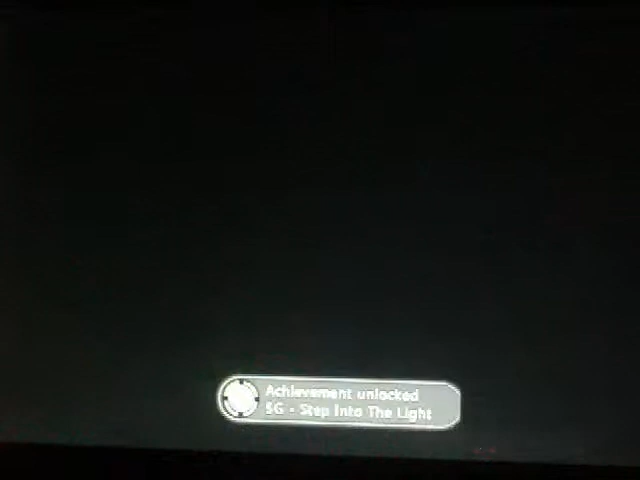 Achievement unlocked
5G - Step Into The Light